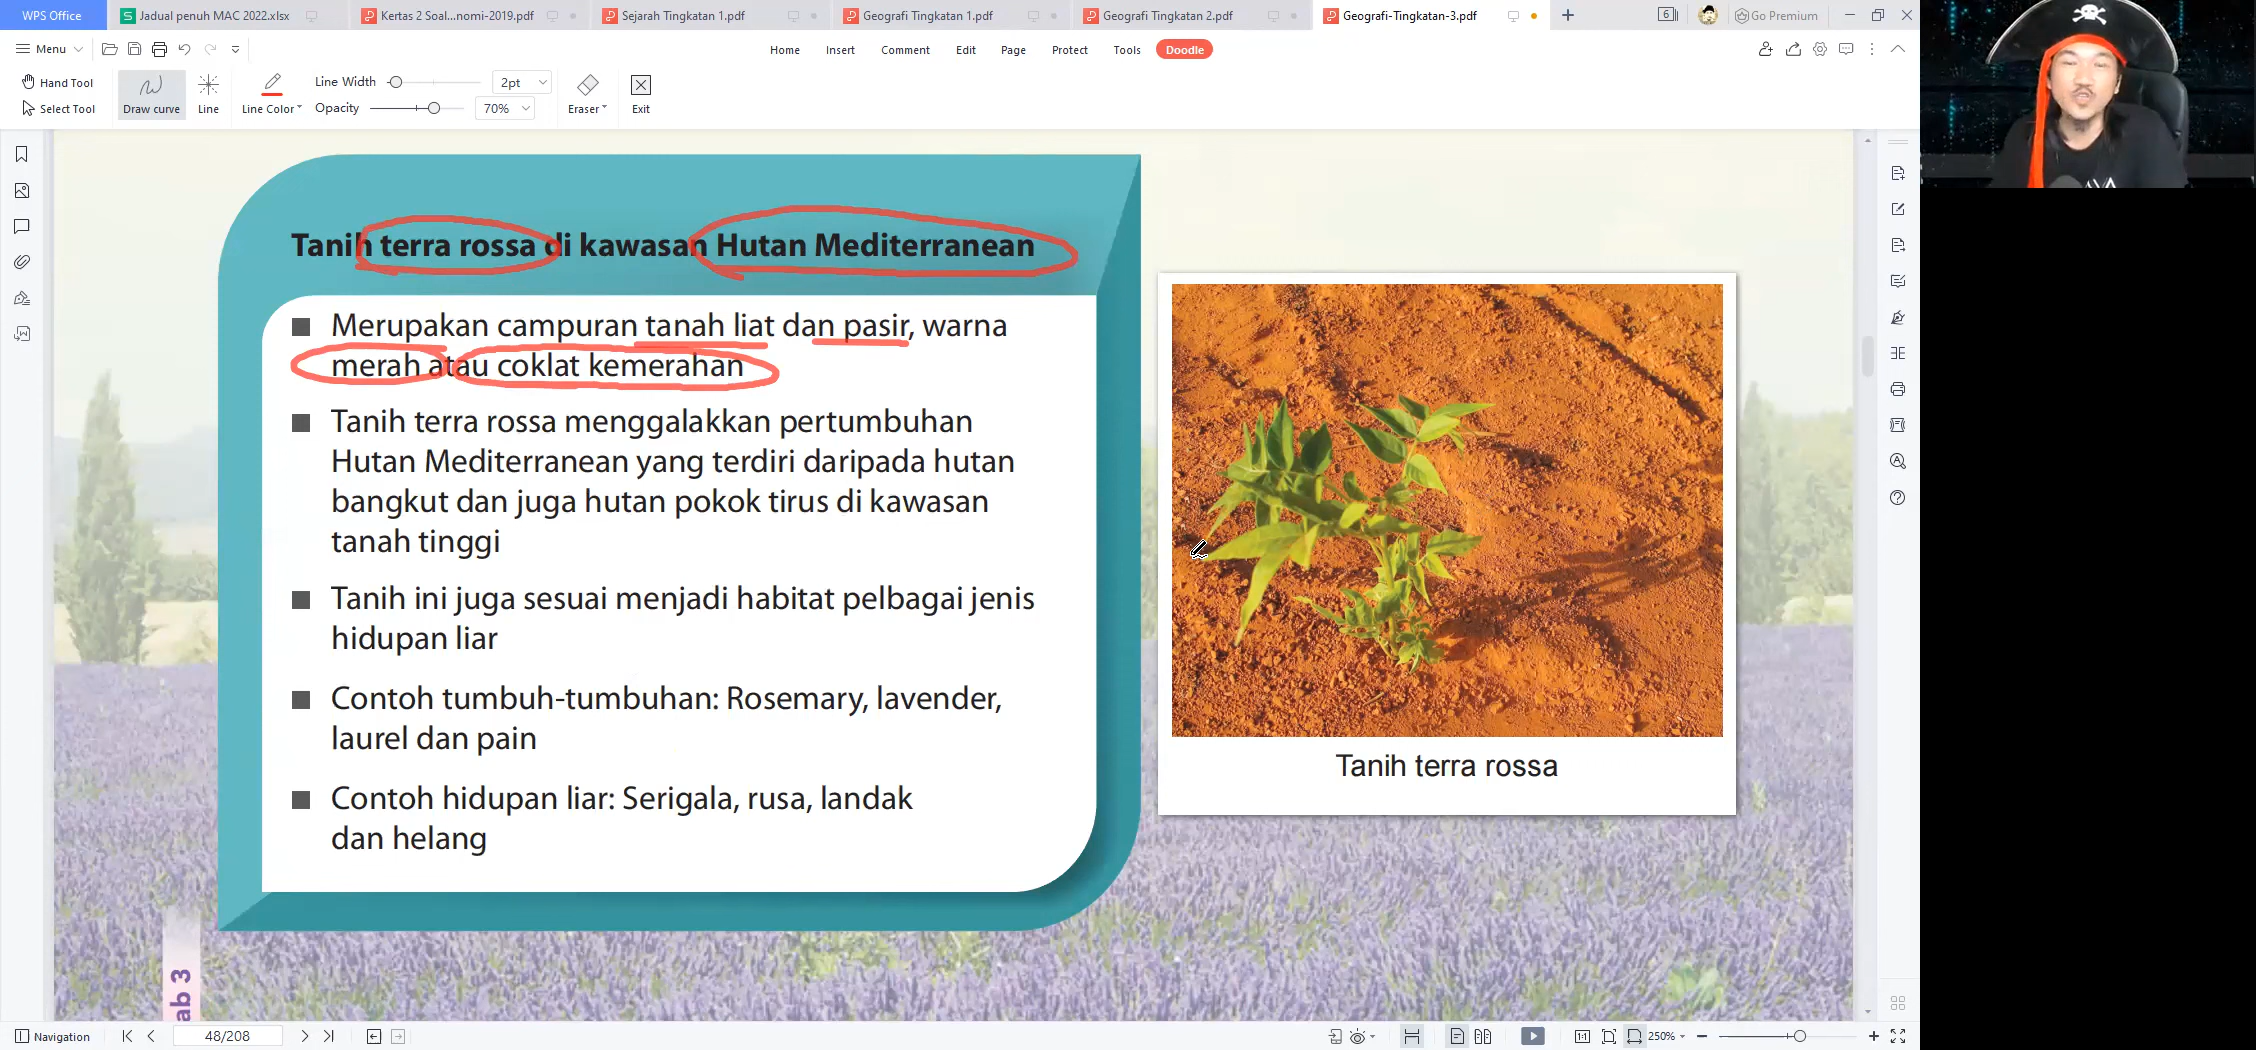 WPS Office
Jadual penuh MAC 2022.xlsx
Kertas 2 Soal...nomi-2019.pdf
Sejarah Tingkatan 1.pdf
Geografi Tingkatan 1.pdf
Geografi Tingkatan 2.pdf
Geografi-Tingkatan-3.pdf
6
Go Premium
Menu
Home
Insert
Comment
Edit
Page
Protect
Tools
Doodle
Hand Tool
Select Tool
Draw curve
Line
Line Color
Line Width
2pt
Opacity
70%
Eraser
Exit
Tanih terra rossa di kawasan Hutan Mediterranean
Merupakan campuran tanah liat dan pasir, warna
merah atau coklat kemerahan
Tanih terra rossa menggalakkan pertumbuhan
Hutan Mediterranean yang terdiri daripada hutan
bangkut dan juga hutan pokok tirus di kawasan
tanah tinggi
Tanih ini juga sesuai menjadi habitat pelbagai jenis
hidupan liar
Contoh tumbuh-tumbuhan: Rosemary, lavender,
laurel dan pain
Contoh hidupan liar: Serigala, rusa, landak
dan helang
Tanih terra rossa
ab 3
Navigation
48/208
1:1
250%